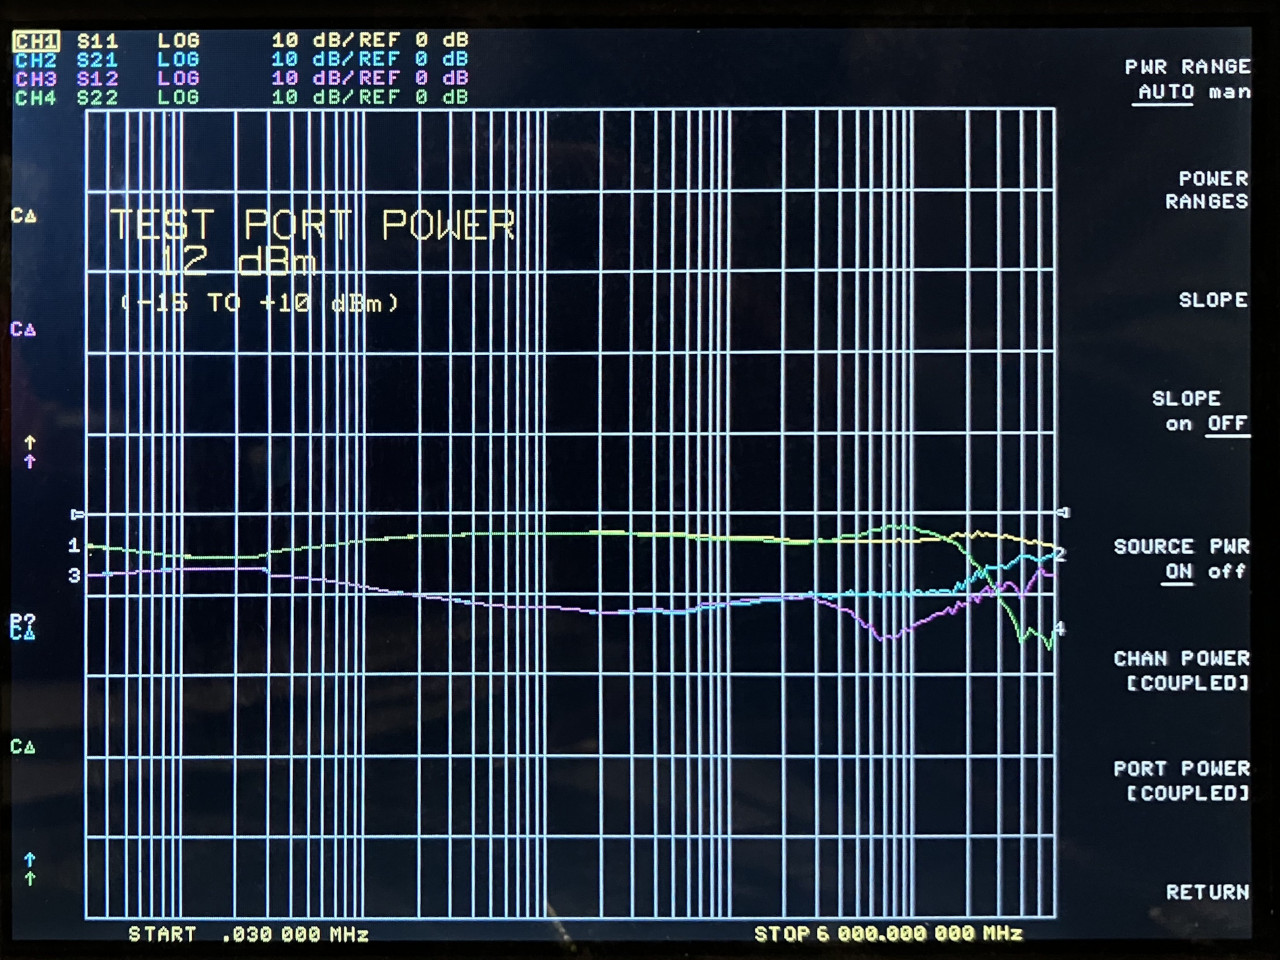 CH1 S11 LOG 10 dB/REF 0 dB
CH2 S21 LOG 10 dB/REF 0 dB
CH3 S12 LOG 10 dB/REF 0 dB
CH4 S22 LOG 10 dB/REF 0 dB
PWR RANGE
AUTO man
POWER
RANGES
CΔ
TEST PORT POWER
12 dBm
(-15 TO +10 dBm)
SLOPE
CΔ
SLOPE
on OFF
↑
↑
1
SOURCE PWR
ON off
2
3
P?
CΔ
4
CHAN POWER
[COUPLED]
CΔ
PORT POWER
[COUPLED]
↑
↑
RETURN
START .030 000 MHz
STOP 6 000.000 000 MHz